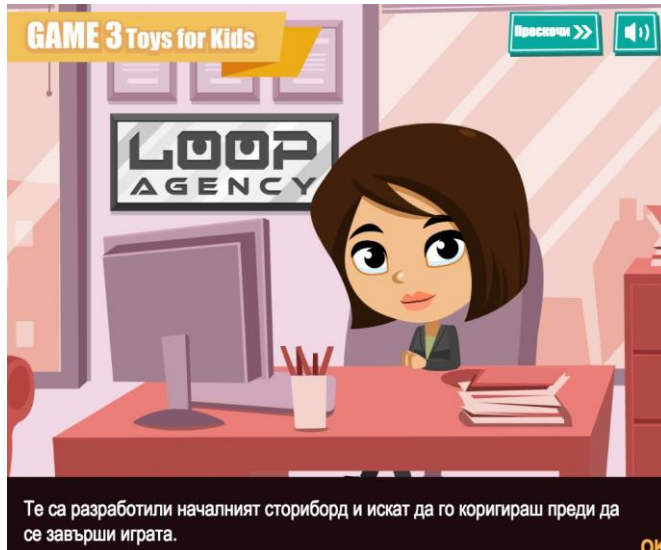 GAME 3 Toys for Kids
Прескочи
LOOP
AGENCY
Те са разработили началният сториборд и искат да го коригираш преди да
се завърши играта.
OK